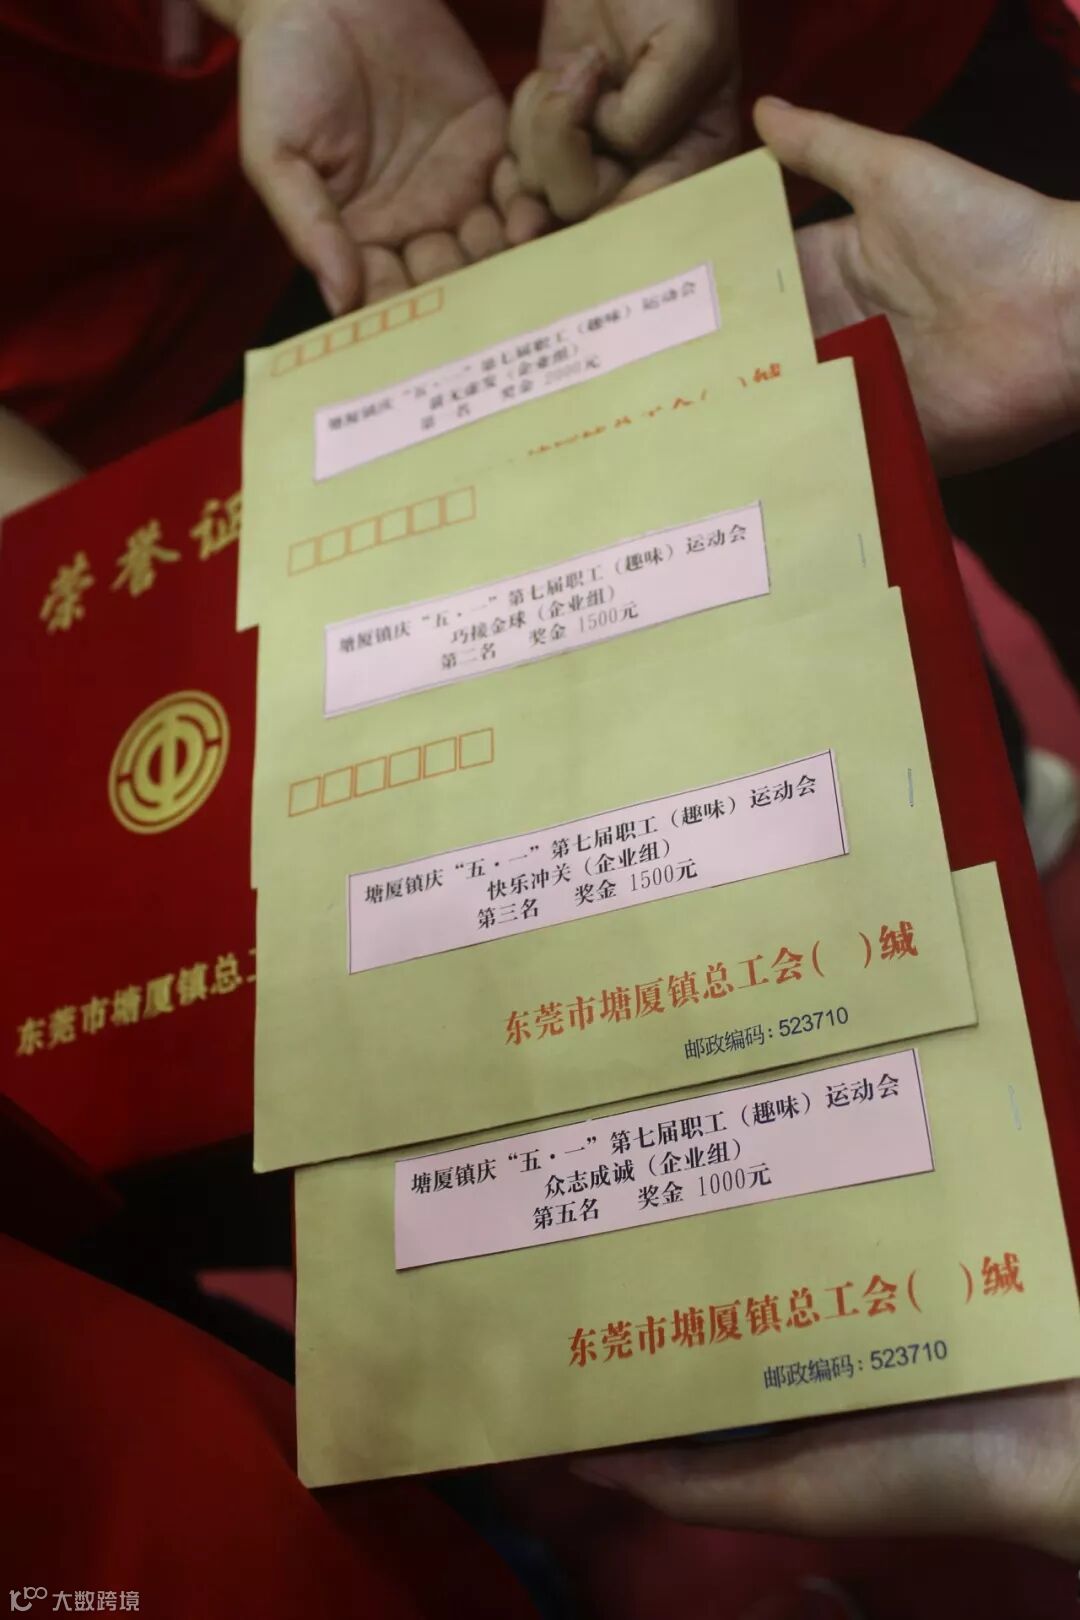 塘厦镇庆“五·一”第七届职工（趣味）运动会
箭无虚发（企业组）
第一名 奖金 2000元
塘厦镇庆“五·一”第七届职工（趣味）运动会
巧接金球（企业组）
第二名 奖金 1500元
塘厦镇庆“五·一”第七届职工（趣味）运动会
快乐冲关（企业组）
第三名 奖金 1500元
东莞市塘厦镇总工会( )缄
邮政编码:523710
塘厦镇庆“五·一”第七届职工（趣味）运动会
众志成诚（企业组）
第五名 奖金 1000元
东莞市塘厦镇总工会( )缄
邮政编码:523710
荣誉证
东莞市塘厦镇总工
大数跨境